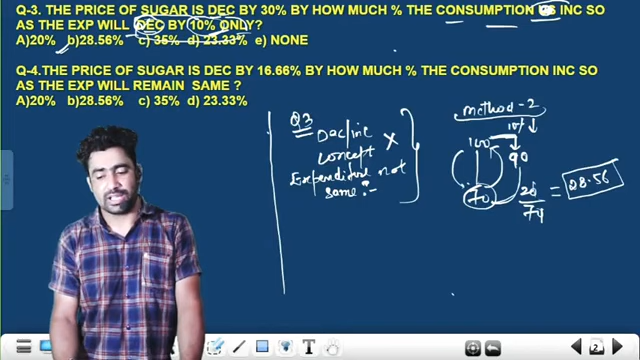 Q-3. THE PRICE OF SUGAR IS DEC BY 30% BY HOW MUCH % THE CONSUMPTION IS INC SO
AS THE EXP WILL DEC BY 10% ONLY?
A)20% b)28.56% c) 35% d) 23.33% e) NONE
Q-4.THE PRICE OF SUGAR IS DEC BY 16.66% BY HOW MUCH % THE CONSUMPTION INC SO
AS THE EXP WILL REMAIN SAME ?
A)20% b)28.56% c) 35% d) 23.33%
Q3
Decline
concept
Expenditure not
same :-
method-2
10% ↓
100
90
70
20/70 = 28.56
T
2